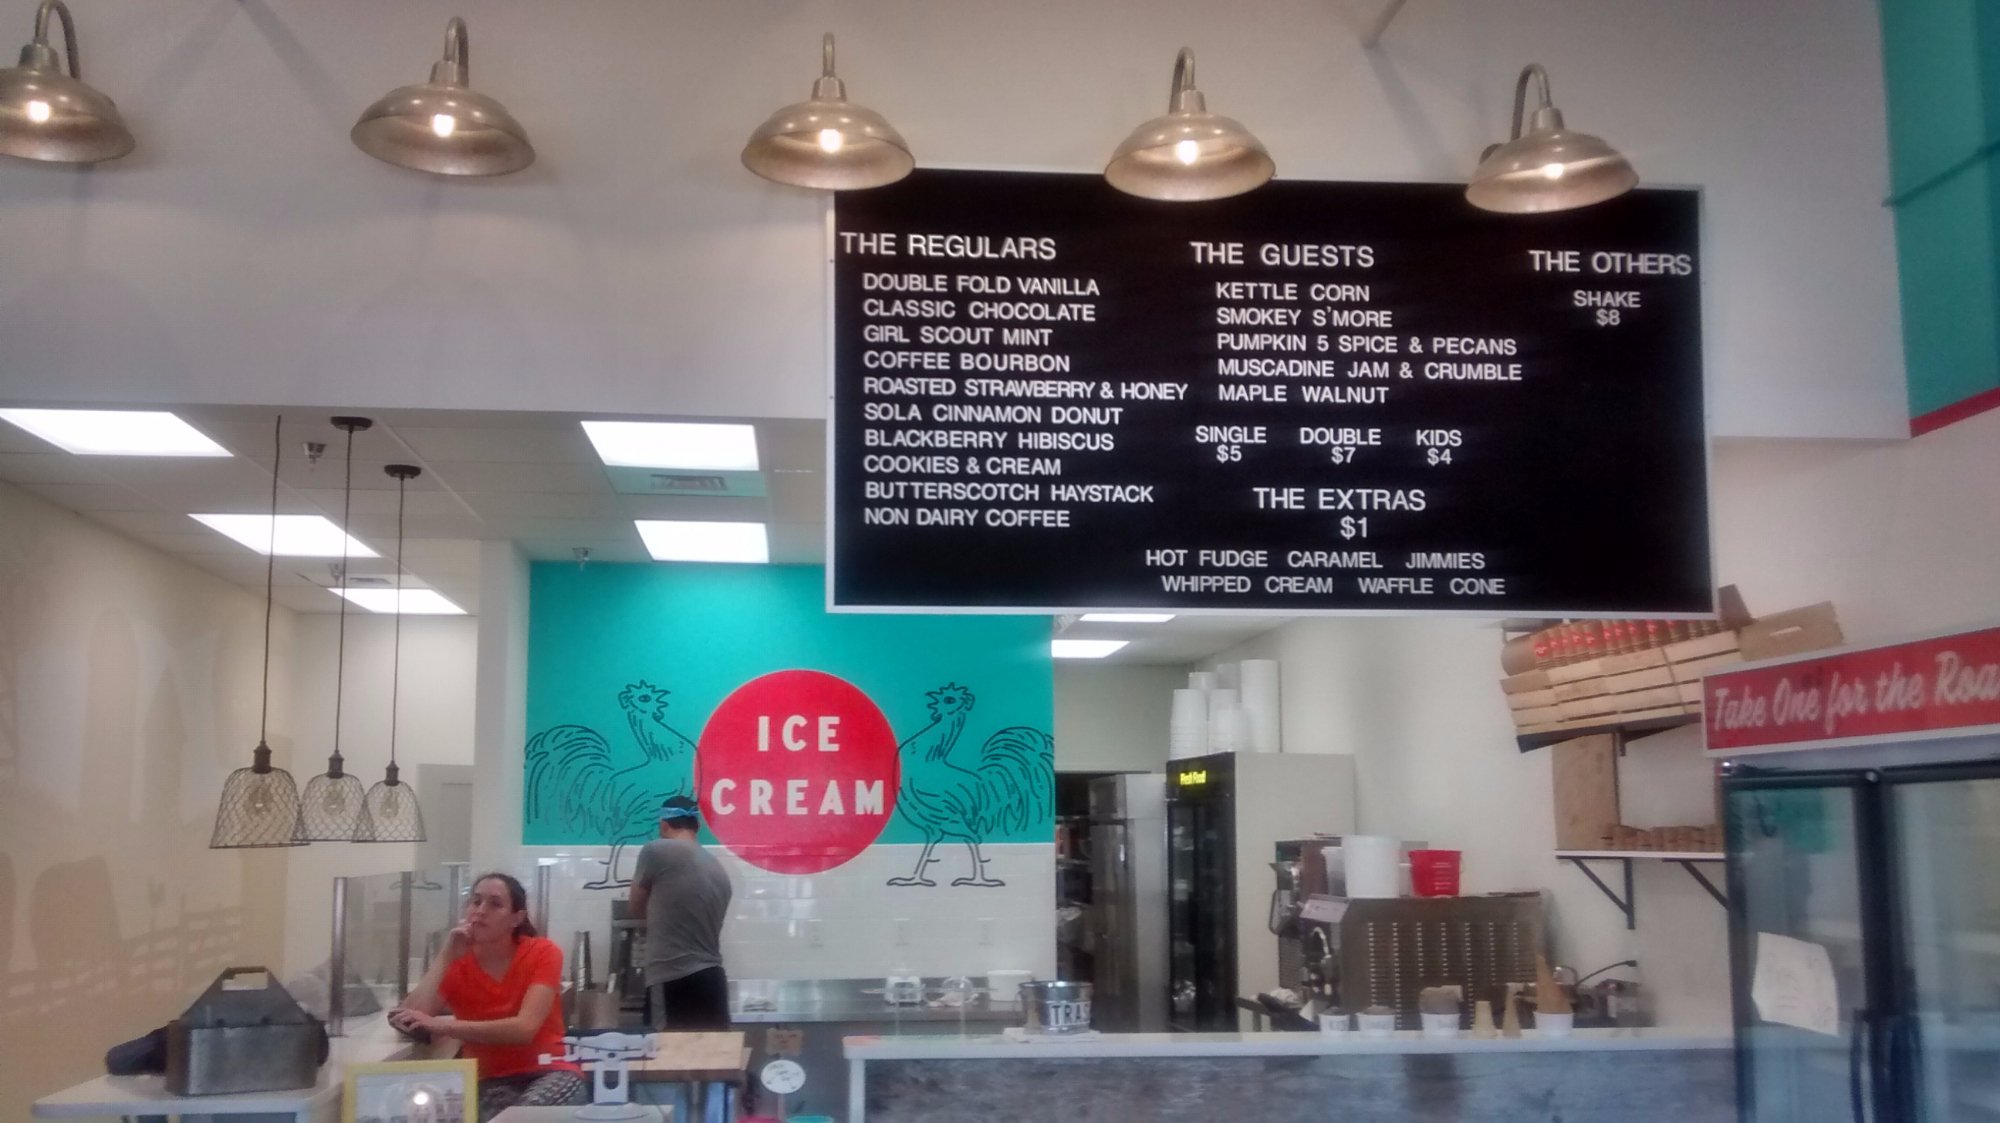 THE REGULARS
DOUBLE FOLD VANILLA
CLASSIC CHOCOLATE
GIRL SCOUT MINT
COFFEE BOURBON
ROASTED STRAWBERRY & HONEY
SOLA CINNAMON DONUT
BLACKBERRY HIBISCUS
COOKIES & CREAM
BUTTERSCOTCH HAYSTACK
NON DAIRY COFFEE
THE GUESTS
KETTLE CORN
SMOKEY S'MORE
PUMPKIN 5 SPICE & PECANS
MUSCADINE JAM & CRUMBLE
MAPLE WALNUT
SINGLE DOUBLE KIDS
$5 $7 $4
THE EXTRAS
$1
HOT FUDGE CARAMEL JIMMIES
WHIPPED CREAM WAFFLE CONE
THE OTHERS
SHAKE
$8
ICE
CREAM
Take One for the Roa
TRAS